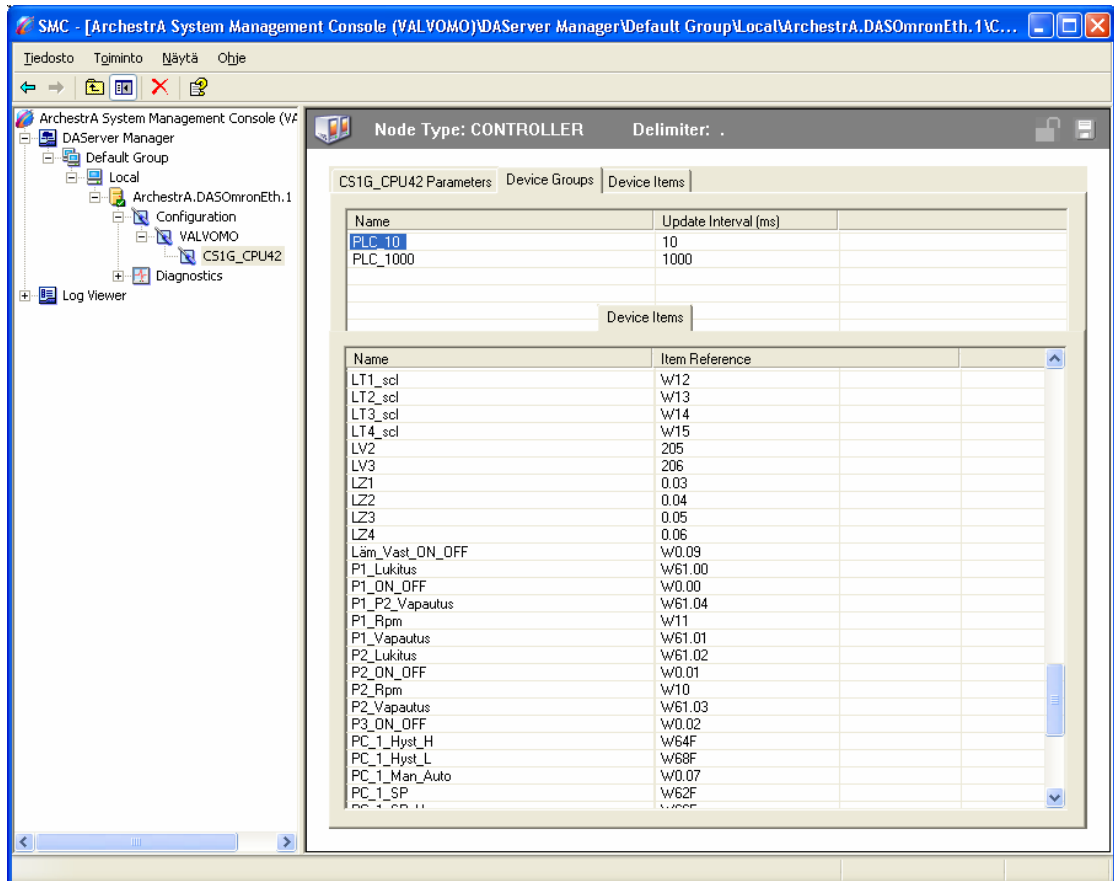 SMC - [ArchestrA System Management Console (VALVOMO)\DAServer Manager\Default Group\Local\ArchestrA.DASOmronEth.1\C...
Tiedosto Toiminto Näytä Ohje
ArchestrA System Management Console (VA
DAServer Manager
Default Group
Local
ArchestrA.DASOmronEth.1
Configuration
VALVOMO
CS1G_CPU42
Diagnostics
Log Viewer
Node Type: CONTROLLER Delimiter: .
CS1G_CPU42 Parameters Device Groups Device Items
Name Update Interval (ms)
PLC_10 10
PLC_1000 1000
Device Items
Name Item Reference
LT1_scl W12
LT2_scl W13
LT3_scl W14
LT4_scl W15
LV2 205
LV3 206
LZ1 0.03
LZ2 0.04
LZ3 0.05
LZ4 0.06
Läm_Vast_ON_OFF W0.09
P1_Lukitus W61.00
P1_ON_OFF W0.00
P1_P2_Vapautus W61.04
P1_Rpm W11
P1_Vapautus W61.01
P2_Lukitus W61.02
P2_ON_OFF W0.01
P2_Rpm W10
P2_Vapautus W61.03
P3_ON_OFF W0.02
PC_1_Hyst_H W64F
PC_1_Hyst_L W68F
PC_1_Man_Auto W0.07
PC_1_SP W62F